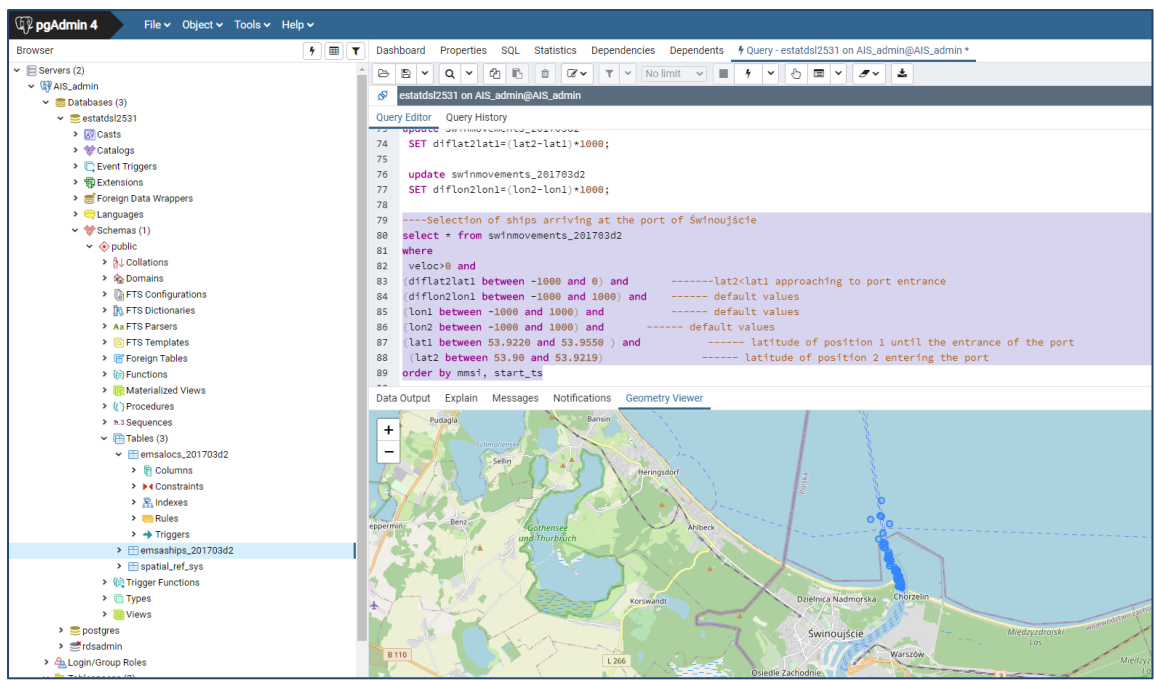 pgAdmin 4 File Object Tools Help
Browser
Servers (2)
AIS_admin
Databases (3)
estatdsl2531
Casts
Catalogs
Event Triggers
Extensions
Foreign Data Wrappers
Languages
Schemas (1)
public
Collations
Domains
FTS Configurations
FTS Dictionaries
FTS Parsers
FTS Templates
Foreign Tables
Functions
Materialized Views
Procedures
1..3 Sequences
Tables (3)
emsalocs_201703d2
Columns
Constraints
Indexes
Rules
Triggers
emsaships_201703d2
spatial_ref_sys
Trigger Functions
Types
Views
postgres
rdsadmin
Login/Group Roles
Dashboard Properties SQL Statistics Dependencies Dependents Query - estatdsl2531 on AIS_admin@AIS_admin *
No limit
estatdsl2531 on AIS_admin@AIS_admin
Query Editor Query History
73 update swinmovements_201703d2
74 SET diflat2lat1=(lat2-lat1)*1000;
75
76 update swinmovements_201703d2
77 SET diflon2lon1=(lon2-lon1)*1000;
78
79 ----Selection of ships arriving at the port of Świnoujście
80 select * from swinmovements_201703d2
81 where
82 veloc>0 and
83 (diflat2lat1 between -1000 and 0) and -------lat2<lat1 approaching to port entrance
84 (diflon2lon1 between -1000 and 1000) and ------ default values
85 (lon1 between -1000 and 1000) and ------ default values
86 (lon2 between -1000 and 1000) and ------ default values
87 (lat1 between 53.9220 and 53.9550 ) and ------ latitude of position 1 until the entrance of the port
88 (lat2 between 53.90 and 53.9219) ------ latitude of position 2 entering the port
89 order by mmsi, start_ts
Data Output Explain Messages Notifications Geometry Viewer
+
−
Pudagla
Bansin
Schmollensee
Sellin
Heringsdorf
Polska
Benz
Gothensee
und Thurbruch
Ahlbeck
Korswandt
Dzielnica Nadmorska
Chorzelin
Świnoujście
Międzyzdrojski
Las
B 110
L 266
Warszów
Osiedle Zachodnie
3